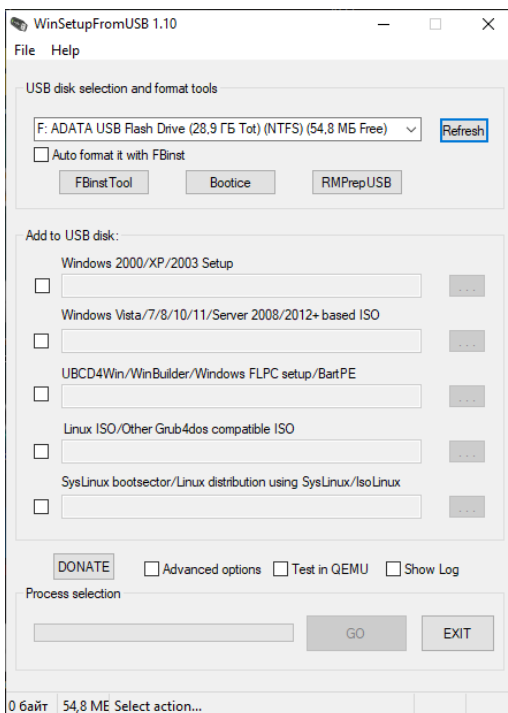 WinSetupFromUSB 1.10
File Help
USB disk selection and format tools
F: ADATA USB Flash Drive (28,9 ГБ Tot) (NTFS) (54,8 МБ Free) Refresh
Auto format it with FBinst
FBinstTool Bootice RMPrepUSB
Add to USB disk:
Windows 2000/XP/2003 Setup
...
Windows Vista/7/8/10/11/Server 2008/2012+ based ISO
...
UBCD4Win/WinBuilder/Windows FLPC setup/BartPE
...
Linux ISO/Other Grub4dos compatible ISO
...
SysLinux bootsector/Linux distribution using SysLinux/IsoLinux
...
DONATE Advanced options Test in QEMU Show Log
Process selection
GO EXIT
0 байт 54,8 МЕ Select action...